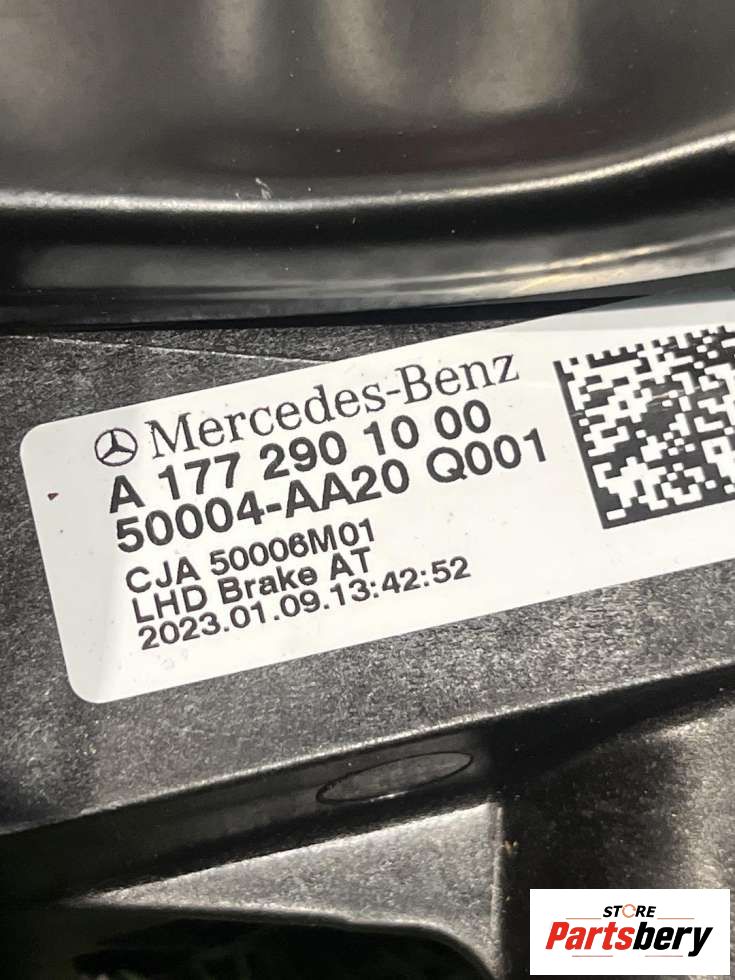 Mercedes-Benz
A 177 290 10 00
50004-AA20 Q001
CJA 50006M01
LHD Brake AT
2023.01.09.13:42:52
STORE
Partsbery